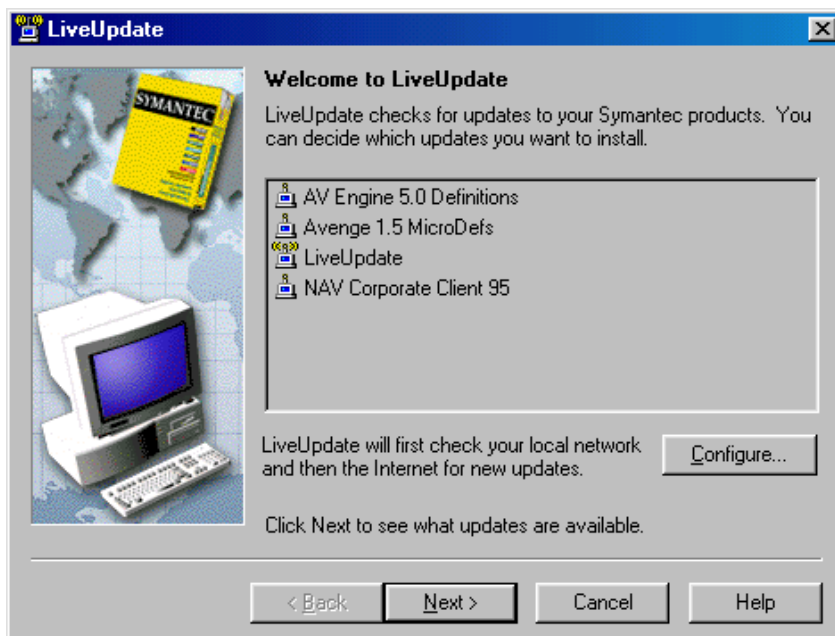 LiveUpdate
SYMANTEC
Welcome to LiveUpdate
LiveUpdate checks for updates to your Symantec products. You
can decide which updates you want to install.
AV Engine 5.0 Definitions
Avenge 1.5 MicroDefs
LiveUpdate
NAV Corporate Client 95
LiveUpdate will first check your local network
and then the Internet for new updates.
Configure...
Click Next to see what updates are available.
< Back Next > Cancel Help